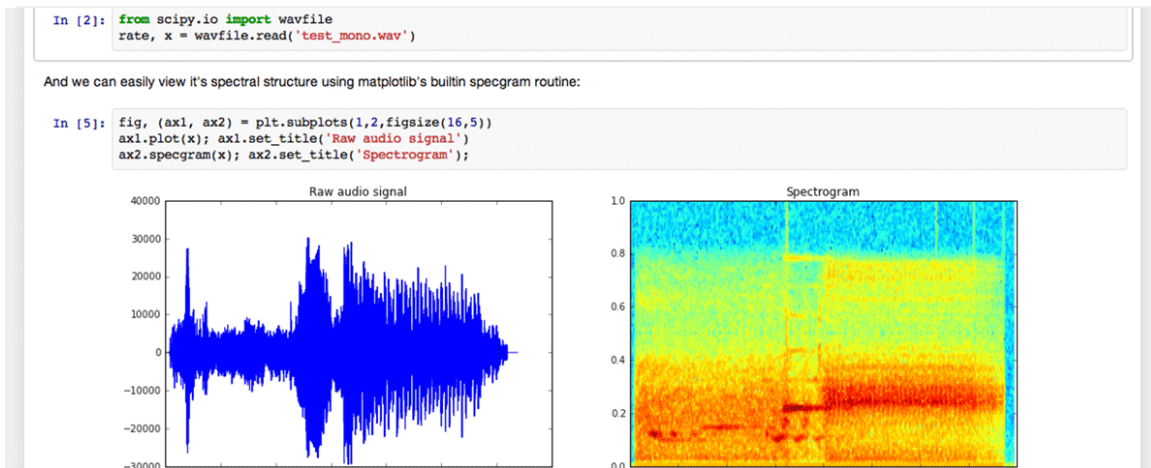 In [2]: from scipy.io import wavfile
rate, x = wavfile.read('test_mono.wav')
And we can easily view it's spectral structure using matplotlib's builtin specgram routine:
In [5]: fig, (ax1, ax2) = plt.subplots(1,2,figsize(16,5))
ax1.plot(x); ax1.set_title('Raw audio signal')
ax2.specgram(x); ax2.set_title('Spectrogram');
Raw audio signal
40000
30000
20000
10000
0
−10000
−20000
−30000
Spectrogram
1.0
0.8
0.6
0.4
0.2
0.0